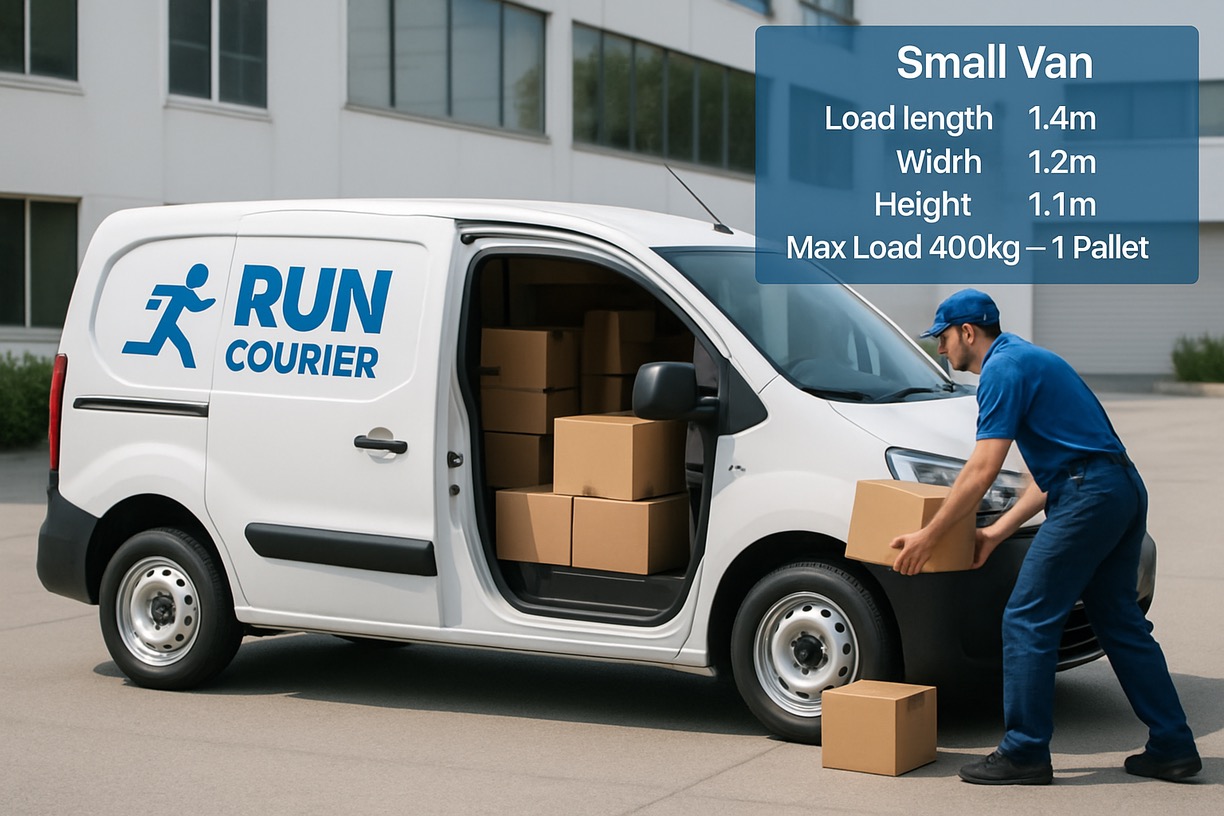 RUN
COURIER
Small Van
Load length 1.4m
Widrh 1.2m
Height 1.1m
Max Load 400kg – 1 Pallet